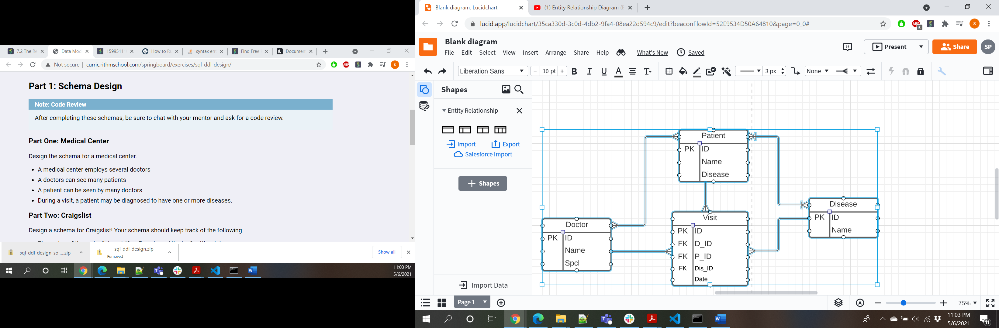 7.2 The Re
Data Mod
1599511
How to Ru
syntax err
Find Free
Documen
Not secure | curric.rithmschool.com/springboard/exercises/sql-ddl-design/
ABP
S
Part 1: Schema Design
Note: Code Review
After completing these schemas, be sure to chat with your mentor and ask for a code review.
Part One: Medical Center
Design the schema for a medical center.
• A medical center employs several doctors
• A doctors can see many patients
• A patient can be seen by many doctors
• During a visit, a patient may be diagnosed to have one or more diseases.
Part Two: Craigslist
Design a schema for Craigslist! Your schema should keep track of the following
sql-ddl-design-sol....zip
sql-ddl-design.zip
Removed
Show all
11:03 PM
5/6/2021
Blank diagram: Lucidchart
(1) Entity Relationship Diagram (E
lucid.app/lucidchart/35ca330d-3c0d-4db2-9fa4-08ea22d594c9/edit?beaconFlowId=52E9534D50A64810&page=0_0#
ABP
5
S
Blank diagram
File Edit Select View Insert Arrange Share Help What's New Saved
Present
Share
SP
Liberation Sans - 10 pt + B I U A T 3 px None
Shapes
Entity Relationship
Import Export
Salesforce Import
+ Shapes
Import Data
Patient
PK ID
Name
Disease
Disease
PK ID
Name
Visit
PK ID
FK D_ID
FK P_ID
FK Dis_ID
Date
Doctor
PK ID
Name
Spcl
Page 1
75%
11:03 PM
5/6/2021
11